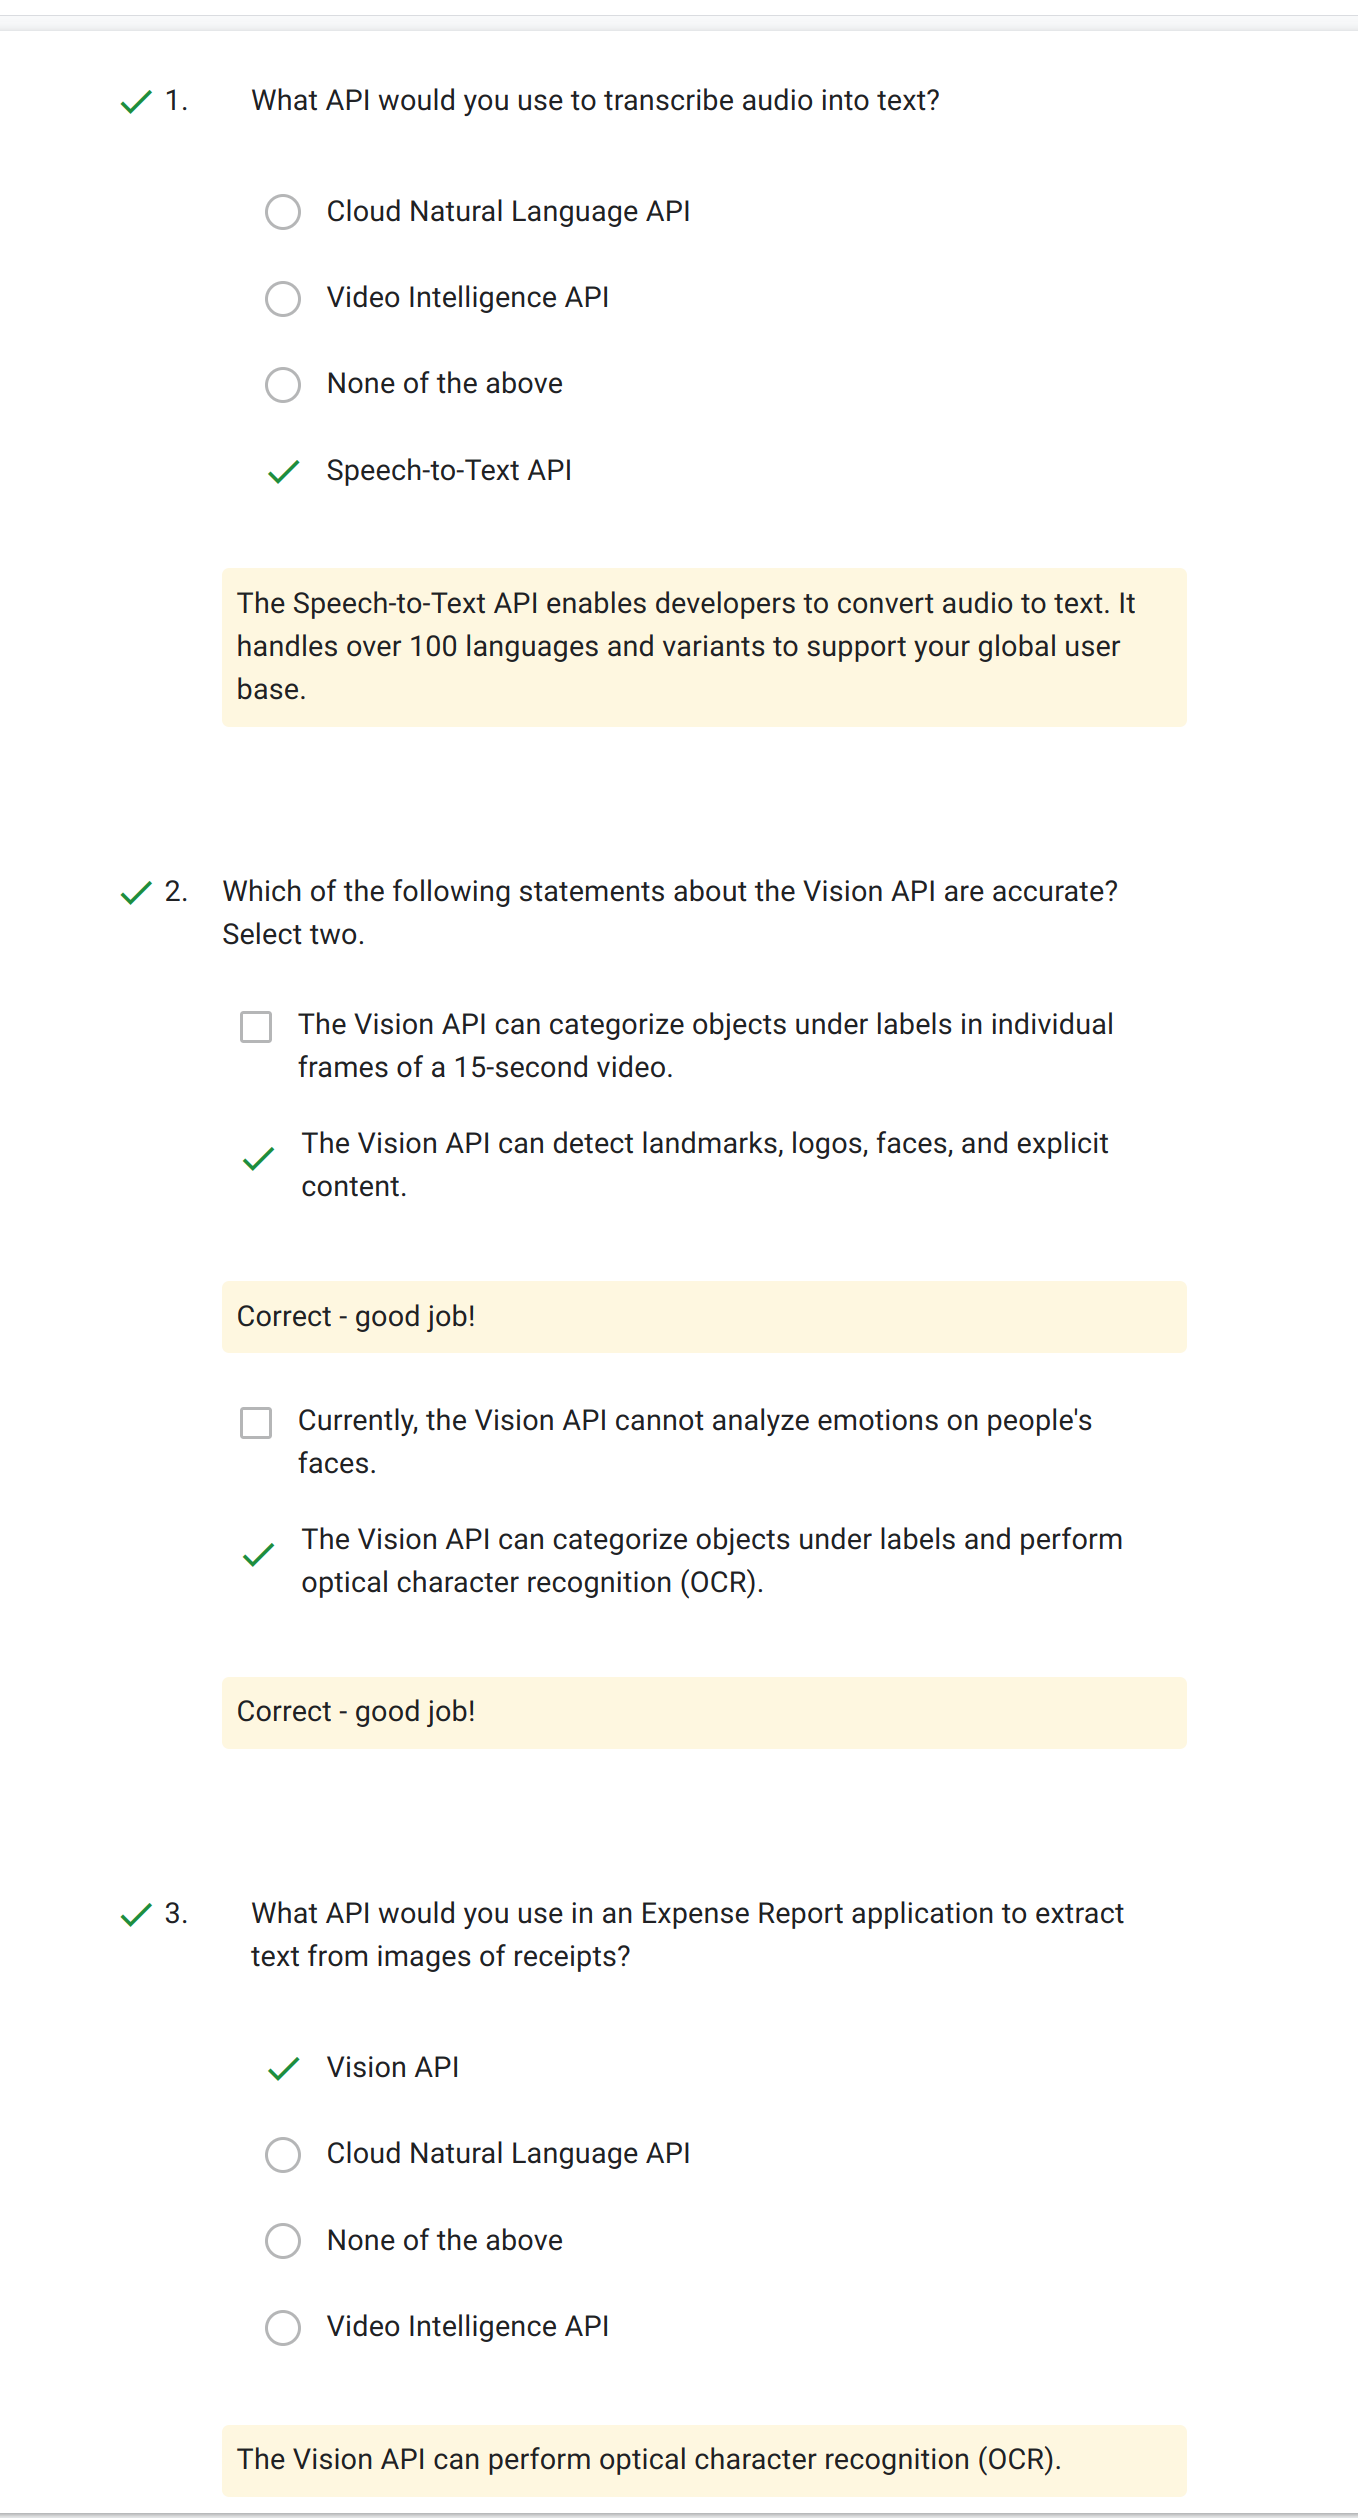 1. What API would you use to transcribe audio into text?
Cloud Natural Language API
Video Intelligence API
None of the above
Speech-to-Text API
The Speech-to-Text API enables developers to convert audio to text. It
handles over 100 languages and variants to support your global user
base.
2. Which of the following statements about the Vision API are accurate?
Select two.
The Vision API can categorize objects under labels in individual
frames of a 15-second video.
The Vision API can detect landmarks, logos, faces, and explicit
content.
Correct - good job!
Currently, the Vision API cannot analyze emotions on people's
faces.
The Vision API can categorize objects under labels and perform
optical character recognition (OCR).
Correct - good job!
3. What API would you use in an Expense Report application to extract
text from images of receipts?
Vision API
Cloud Natural Language API
None of the above
Video Intelligence API
The Vision API can perform optical character recognition (OCR).